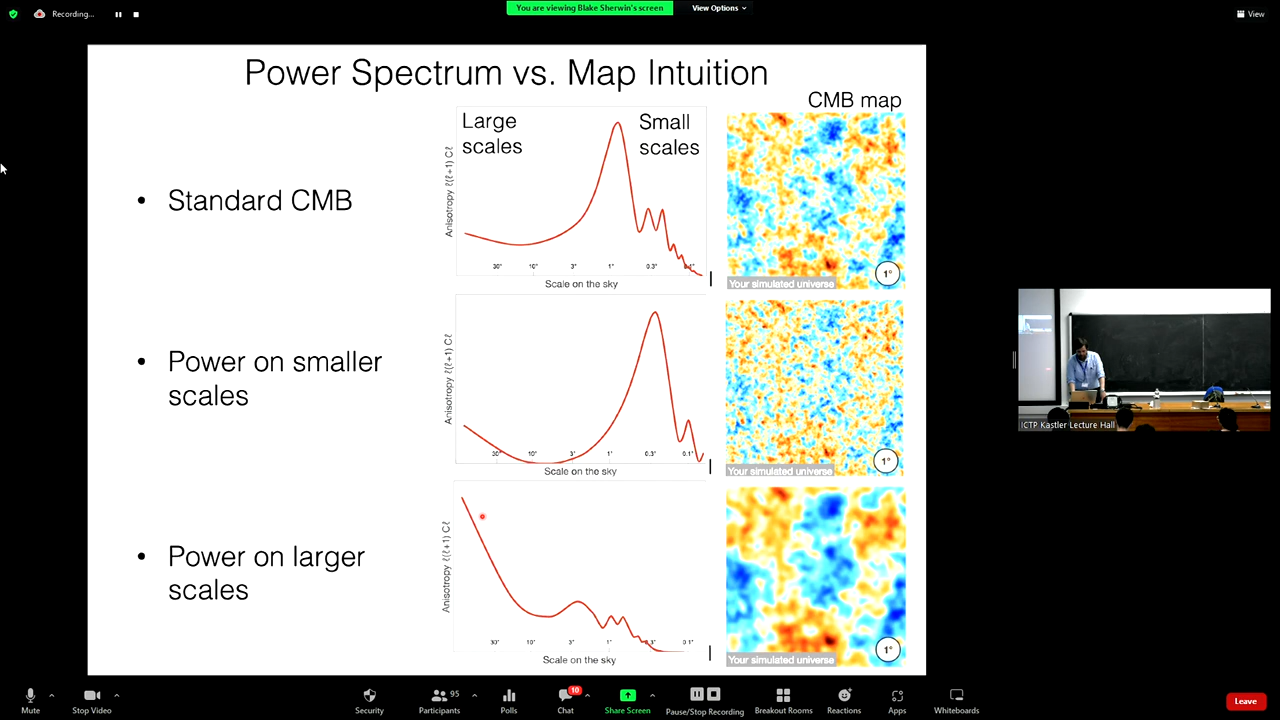 Recording...
You are viewing Blake Sherwin's screen
View Options
View
Power Spectrum vs. Map Intuition
CMB map
Large scales
Small scales
Anisotropy ℓ(ℓ+1) Cℓ
30° 10° 3° 1° 0.3° 0.1°
Scale on the sky
• Standard CMB
Your simulated universe
1°
• Power on smaller
scales
Anisotropy ℓ(ℓ+1) Cℓ
30° 10° 3° 1° 0.3° 0.1°
Scale on the sky
Your simulated universe
1°
• Power on larger
scales
Anisotropy ℓ(ℓ+1) Cℓ
30° 10° 3° 1° 0.3° 0.1°
Scale on the sky
Your simulated universe
1°
ICTP Kastler Lecture Hall
Mute
Stop Video
Security
Participants 95
Polls
Chat 10
Share Screen
Pause/Stop Recording
Breakout Rooms
Reactions
Apps
Whiteboards
Leave